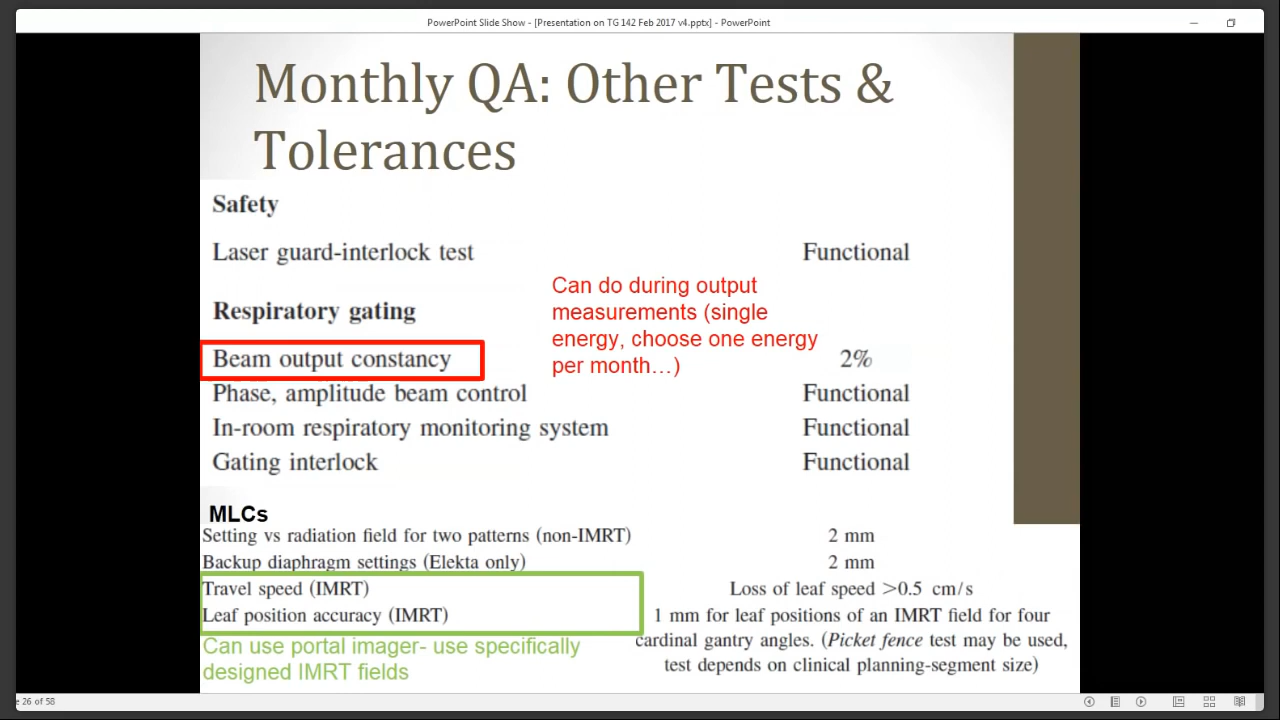 PowerPoint Slide Show - [Presentation on TG 142 Feb 2017 v4.pptx] - PowerPoint
Monthly QA: Other Tests &
Tolerances
Safety
Laser guard-interlock test Functional
Respiratory gating
Can do during output
measurements (single
energy, choose one energy
per month…)
Beam output constancy 2%
Phase, amplitude beam control Functional
In-room respiratory monitoring system Functional
Gating interlock Functional
MLCs
Setting vs radiation field for two patterns (non-IMRT) 2 mm
Backup diaphragm settings (Elekta only) 2 mm
Travel speed (IMRT) Loss of leaf speed >0.5 cm/s
Leaf position accuracy (IMRT) 1 mm for leaf positions of an IMRT field for four
cardinal gantry angles. (Picket fence test may be used,
test depends on clinical planning-segment size)
Can use portal imager- use specifically
designed IMRT fields
e 26 of 58